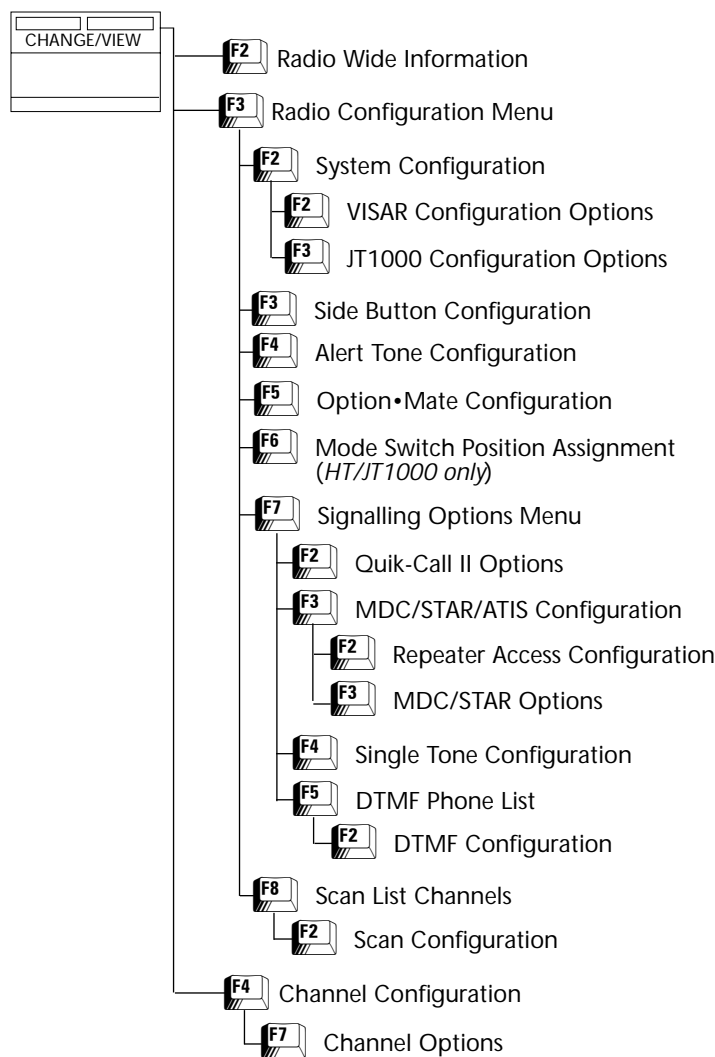 CHANGE/VIEW
F2 Radio Wide Information
F3 Radio Configuration Menu
F2 System Configuration
F2 VISAR Configuration Options
F3 JT1000 Configuration Options
F3 Side Button Configuration
F4 Alert Tone Configuration
F5 Option•Mate Configuration
F6 Mode Switch Position Assignment
(HT/JT1000 only)
F7 Signalling Options Menu
F2 Quik-Call II Options
F3 MDC/STAR/ATIS Configuration
F2 Repeater Access Configuration
F3 MDC/STAR Options
F4 Single Tone Configuration
F5 DTMF Phone List
F2 DTMF Configuration
F8 Scan List Channels
F2 Scan Configuration
F4 Channel Configuration
F7 Channel Options